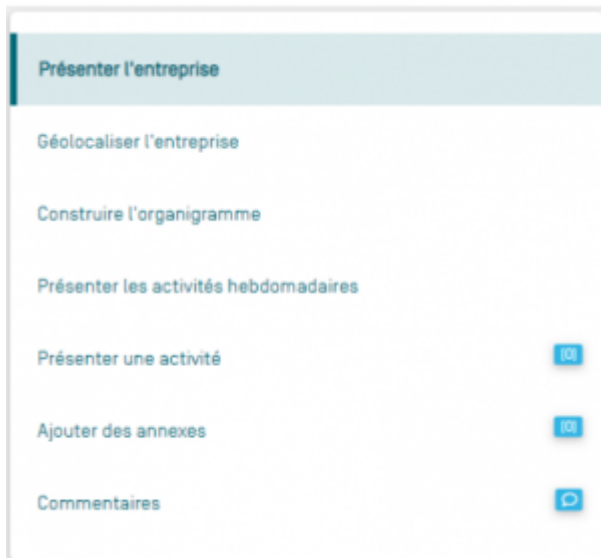 Présenter l'entreprise
Géolocaliser l'entreprise
Construire l'organigramme
Présenter les activités hebdomadaires
Présenter une activité (0)
Ajouter des annexes (0)
Commentaires